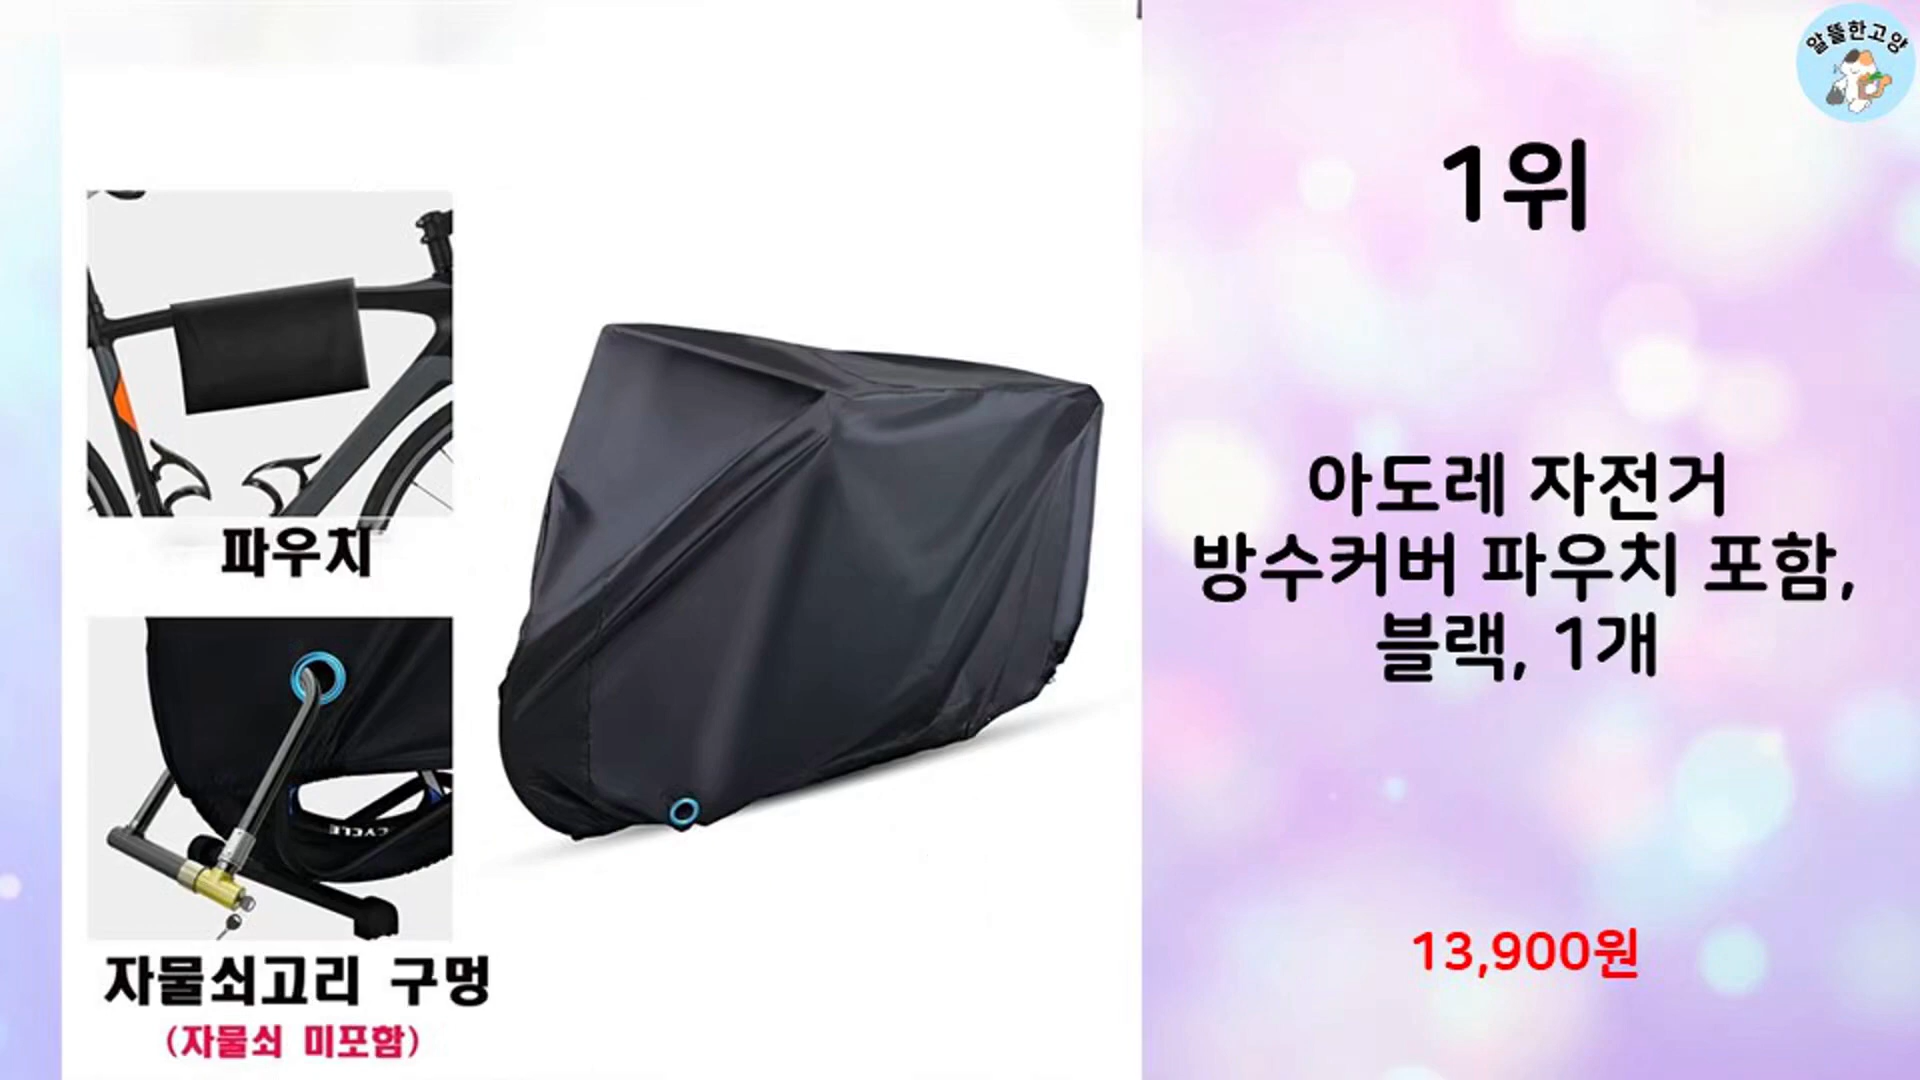 알뜰한고양
1위
파우치
아도레 자전거
방수커버 파우치 포함,
블랙, 1개
CYCLE
자물쇠고리 구멍
(자물쇠 미포함)
13,900원